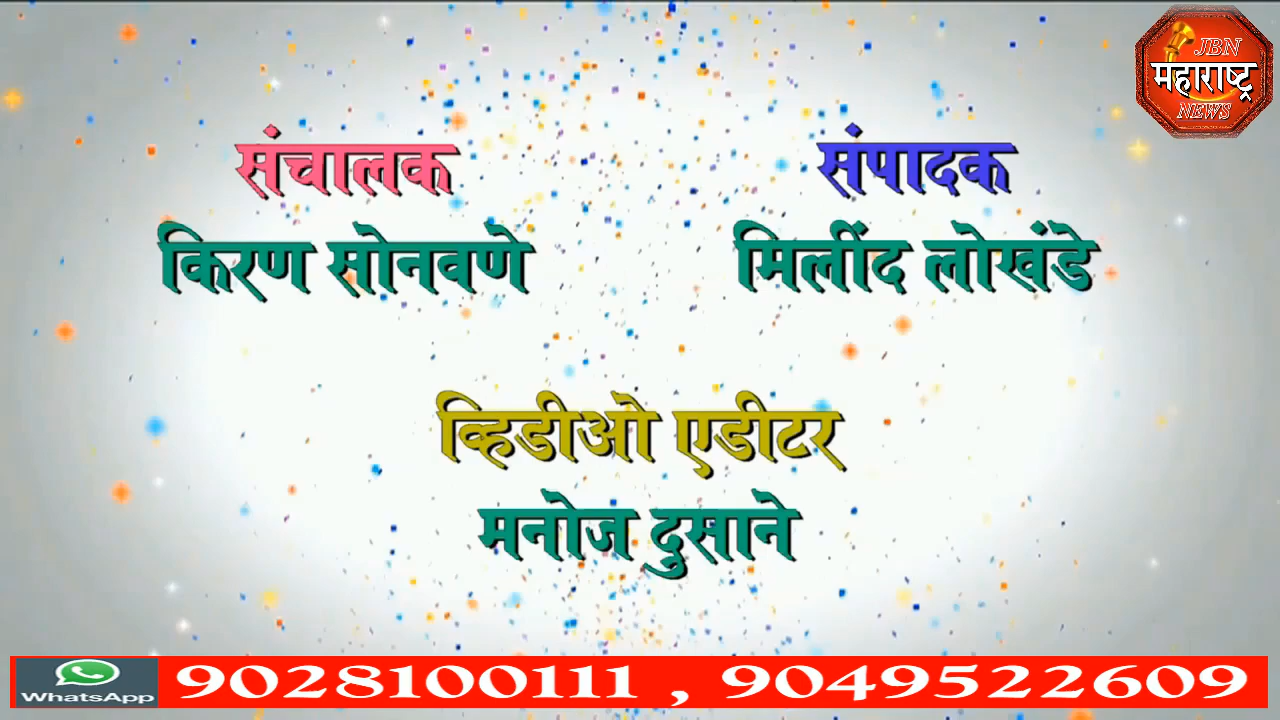 JBN
महाराष्ट्र
NEWS
संचालक
किरण सोनवणे
संपादक
मिलींद लोखंडे
व्हिडीओ एडीटर
मनोज दुसाने
WhatsApp 9028100111 , 9049522609